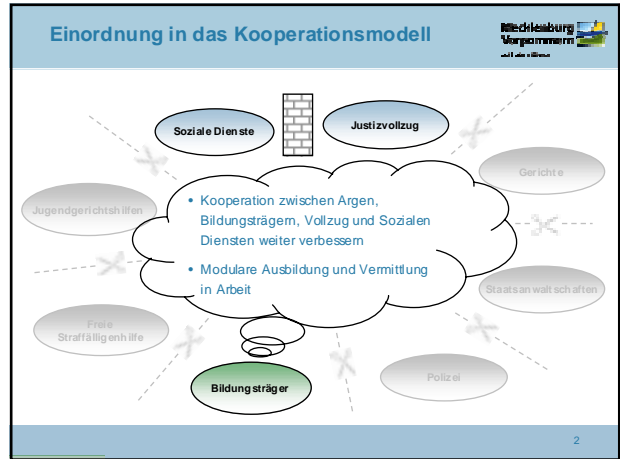 Einordnung in das Kooperationsmodell
Mecklenburg
Vorpommern
Soziale Dienste
Justizvollzug
Gerichte
Jugendgerichtshilfen
• Kooperation zwischen Argen,
Bildungsträgern, Vollzug und Sozialen
Diensten weiter verbessern
• Modulare Ausbildung und Vermittlung
in Arbeit
Staatsanwaltschaften
Freie
Straffälligenhilfe
Bildungsträger
Polizei
2